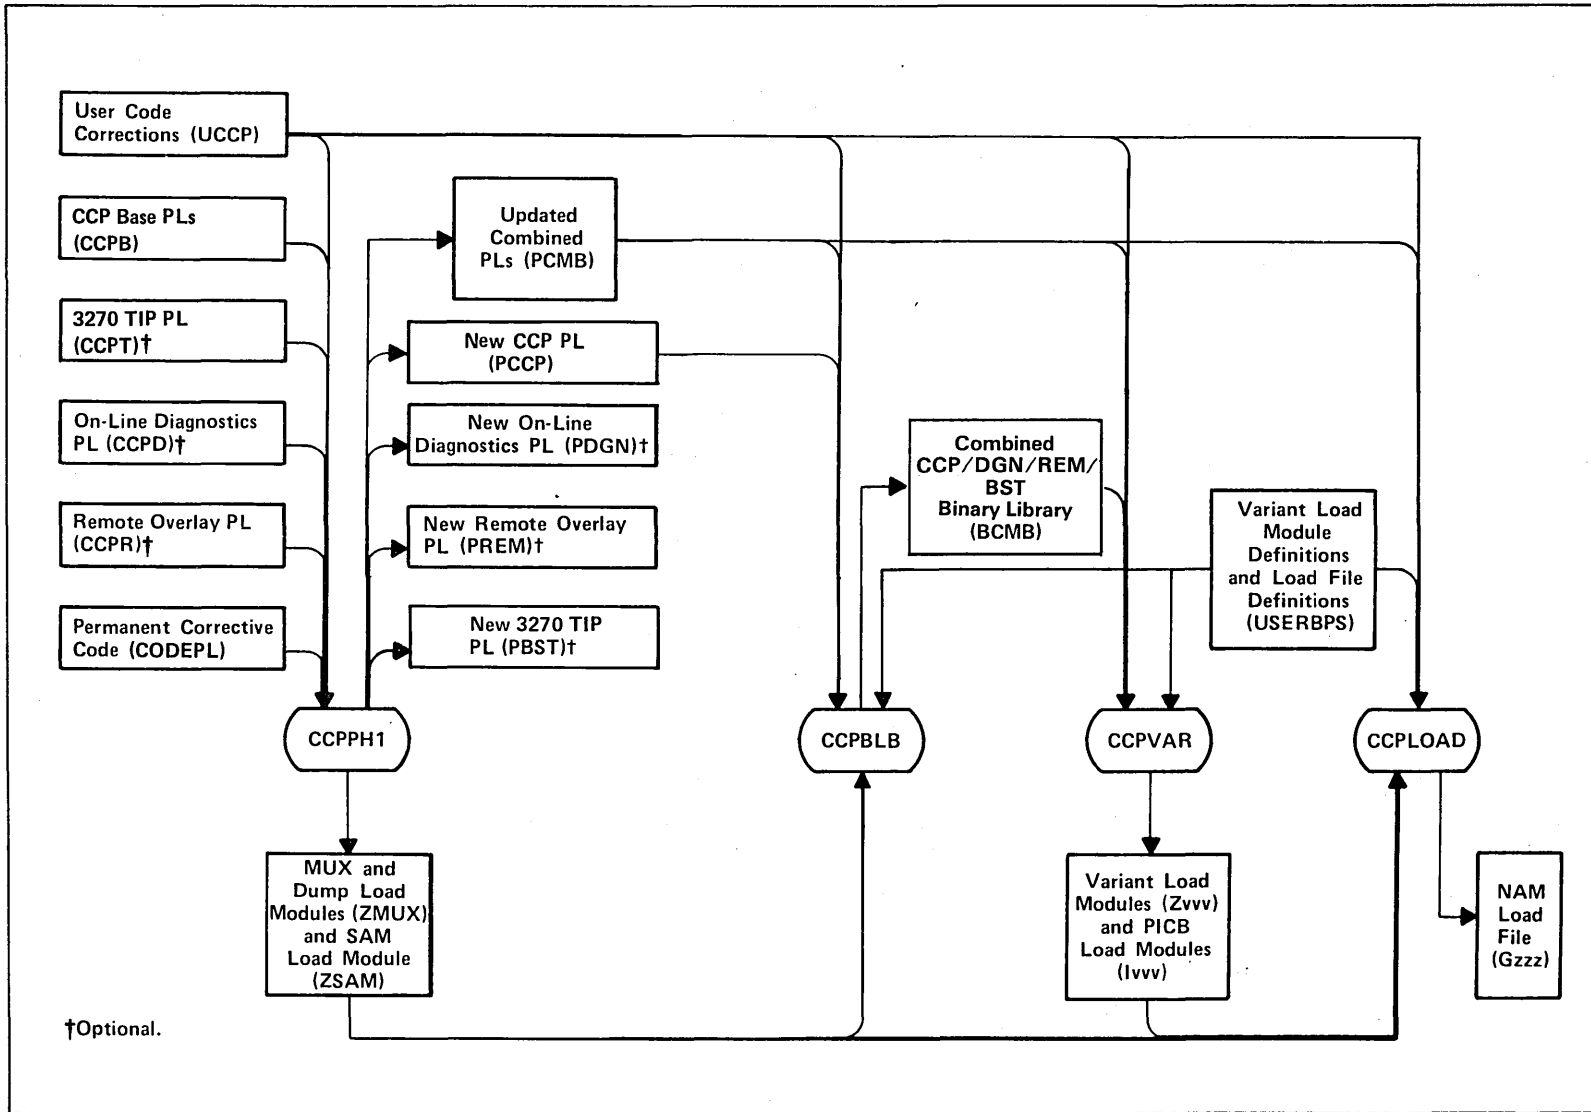 User Code
Corrections (UCCP)
CCP Base PLs
(CCPB)
3270 TIP PL
(CCPT)†
On-Line Diagnostics
PL (CCPD)†
Remote Overlay PL
(CCPR)†
Permanent Corrective
Code (CODEPL)
Updated
Combined
PLs (PCMB)
New CCP PL
(PCCP)
New On-Line
Diagnostics PL (PDGN)†
New Remote Overlay
PL (PREM)†
New 3270 TIP
PL (PBST)†
Combined
CCP/DGN/REM/
BST
Binary Library
(BCMB)
Variant Load
Module
Definitions
and Load File
Definitions
(USERBPS)
CCPPH1
CCPBLB
CCPVAR
CCPLOAD
MUX and
Dump Load
Modules (ZMUX)
and SAM
Load Module
(ZSAM)
Variant Load
Modules (Zvvv)
and PICB
Load Modules
(Ivvv)
NAM
Load
File
(Gzzz)
†Optional.